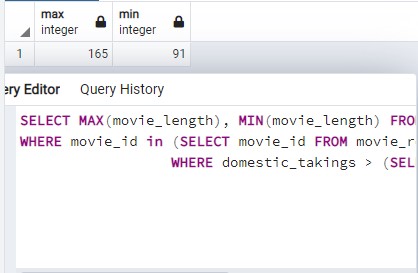 max min
integer integer
1 165 91
ery Editor Query History
SELECT MAX(movie_length), MIN(movie_length) FRO
WHERE movie_id in (SELECT movie_id FROM movie_r
WHERE domestic_takings > (SEL